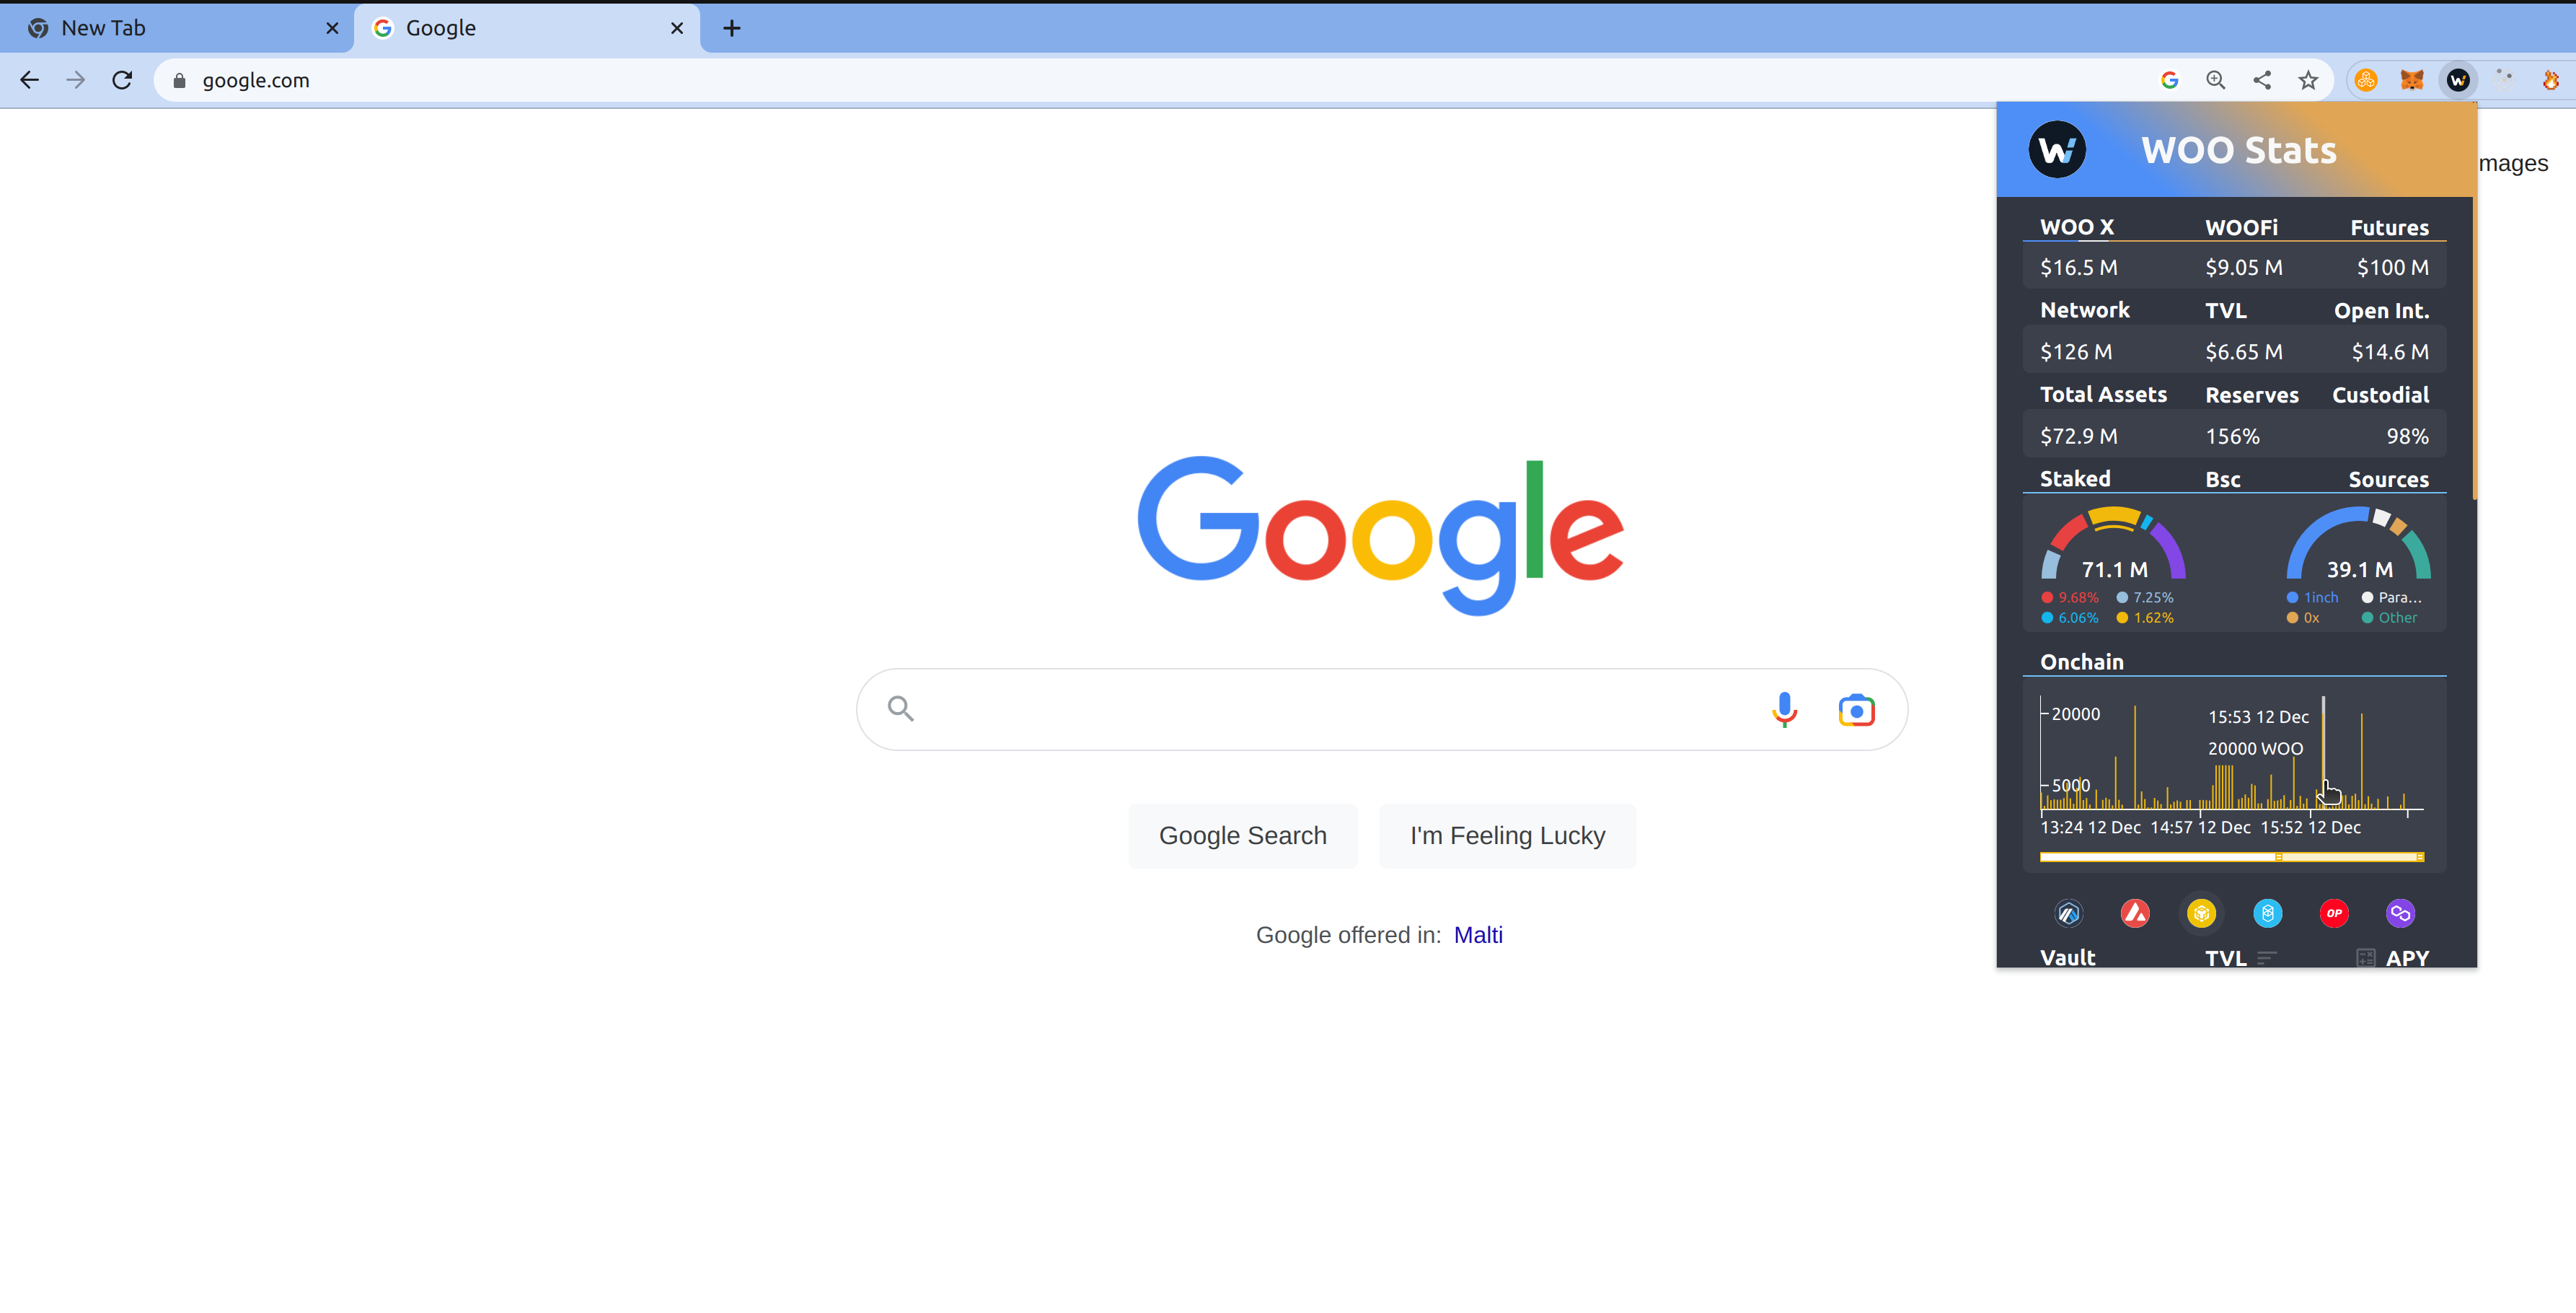 New Tab
Google
google.com
WOO Stats
mages
WOO X WOOFi Futures
$16.5 M $9.05 M $100 M
Network TVL Open Int.
$126 M $6.65 M $14.6 M
Total Assets Reserves Custodial
$72.9 M 156% 98%
Staked Bsc Sources
71.1 M 39.1 M
9.68% 7.25% 1inch Para...
6.06% 1.62% 0x Other
Google
Onchain
20000 15:53 12 Dec
20000 WOO
5000
13:24 12 Dec 14:57 12 Dec 15:52 12 Dec
Google Search I'm Feeling Lucky
OP
Google offered in: Malti
Vault TVL APY